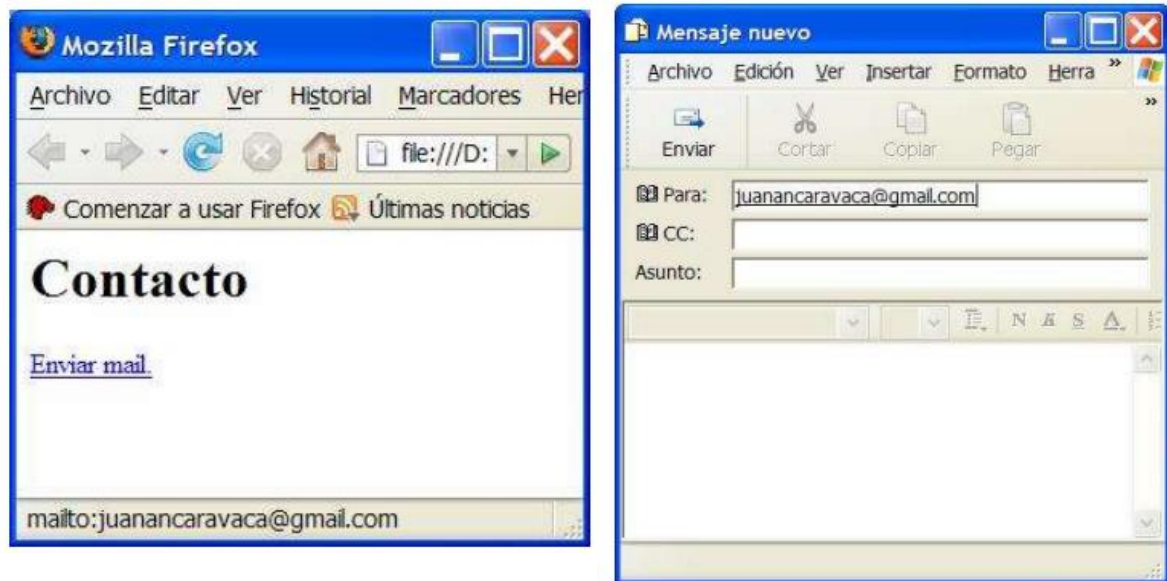 Mozilla Firefox
Archivo Editar Ver Historial Marcadores Her
file:///D:
Comenzar a usar Firefox Últimas noticias
Contacto
Enviar mail.
mailto:juanancaravaca@gmail.com
Mensaje nuevo
Archivo Edición Ver Insertar Formato Herra »
»
Enviar Cortar Copiar Pegar
Para: juanancaravaca@gmail.com
CC:
Asunto:
N K S A